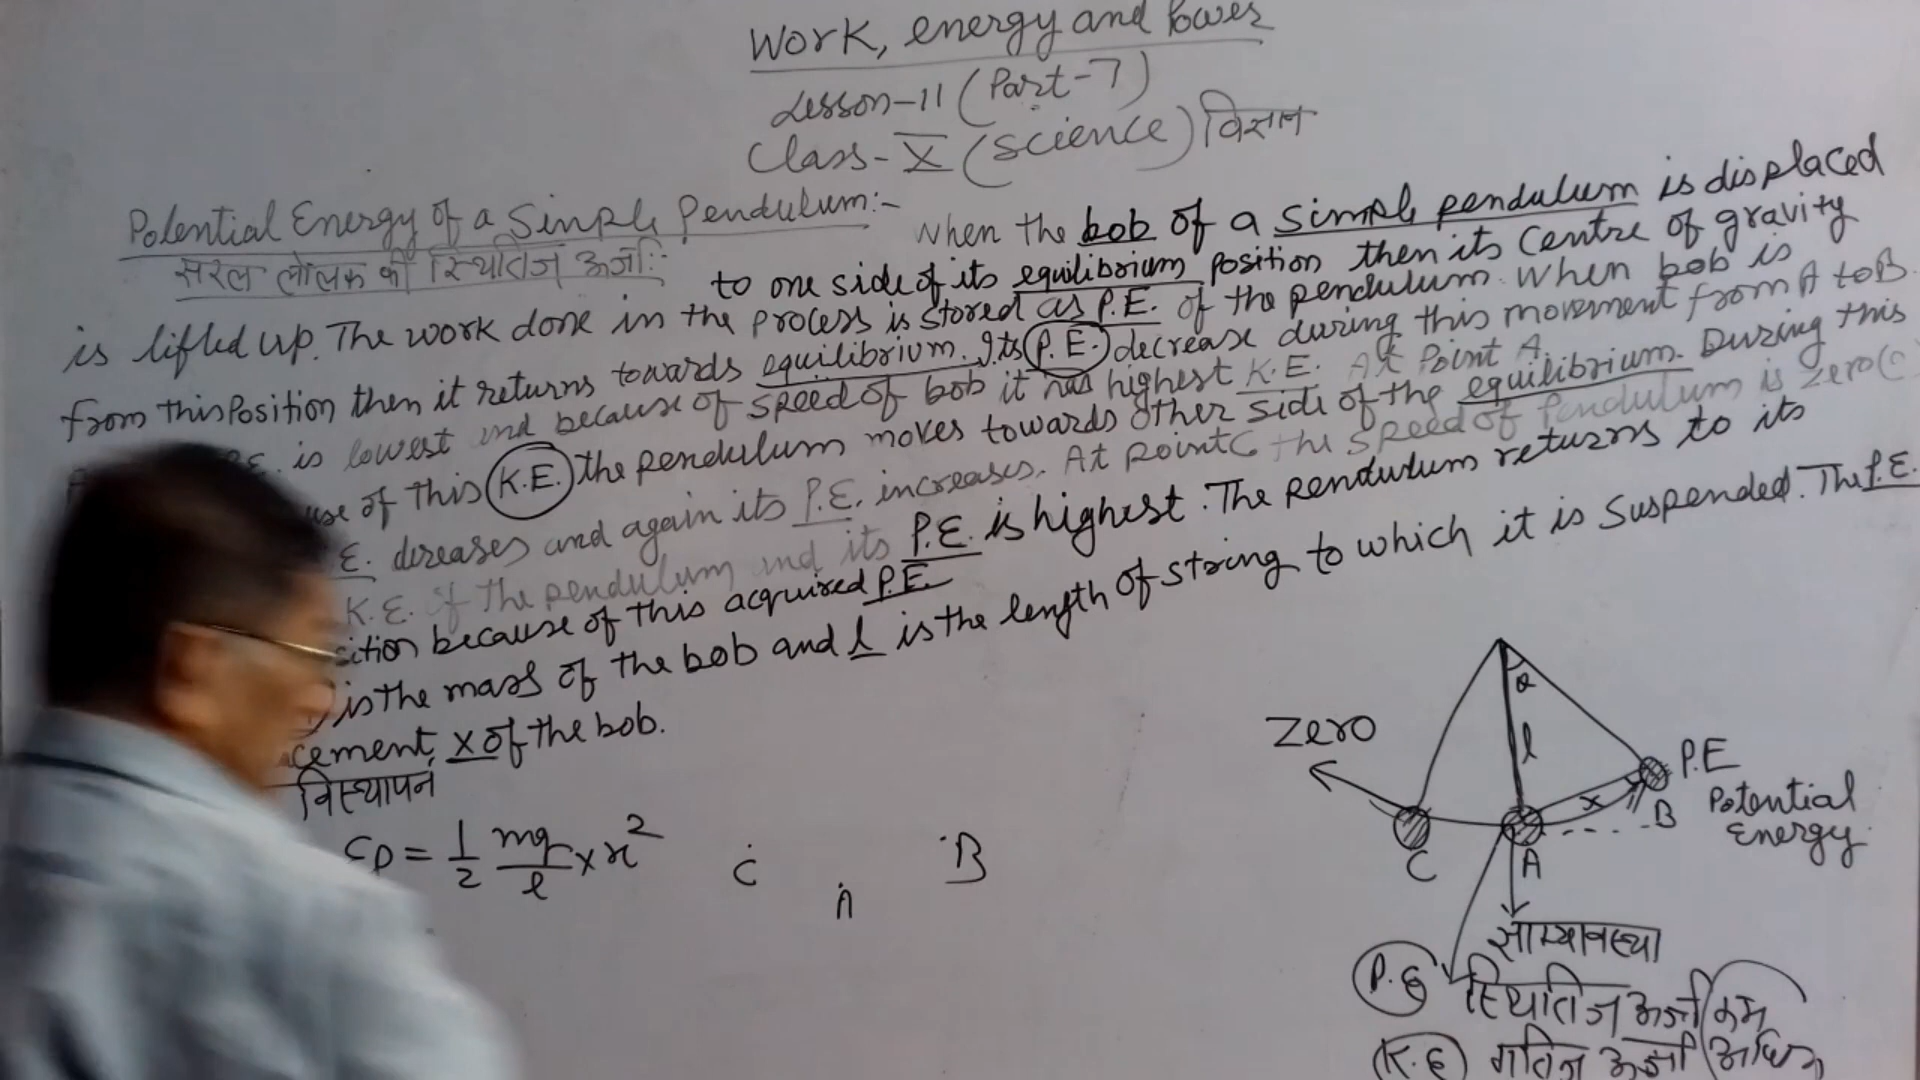 Work, energy and Power
Lesson-11 (Part-7)
Class-X (Science) विज्ञान
Potential Energy of a Simple Pendulum:-
सरल लोलक की स्थितिज ऊर्जा:-
When the bob of a simple pendulum is displaced
to one side of its equilibrium position then its Centre of gravity
is lifted up. The work done in the process is stored as P.E. of the pendulum. When bob is
from this Position then it returns towards equilibrium. Its P.E. decrease during this movement from A to B
is lowest and because of speed of bob it has highest K.E. At Point A
use of this K.E. the pendulum moves towards other side of the equilibrium. During this
E. dereases and again its P.E. increases. At Point C the speed of Pendulum is Zero(0
K.E. of the pendulum and its P.E. is highest. The Pendulum returns to its
sition because of this acquired P.E.
is the mass of the bob and l is the length of string to which it is Suspended. The P.E.
cement, x of the bob.
विस्थापन
= 1/2 mg/l × x²
C A B
Zero
θ
l
x
P.E
Potential
Energy
B
C
A
साम्यावस्था
P.E स्थितिज ऊर्जा कम
K.E गतिज ऊर्जा